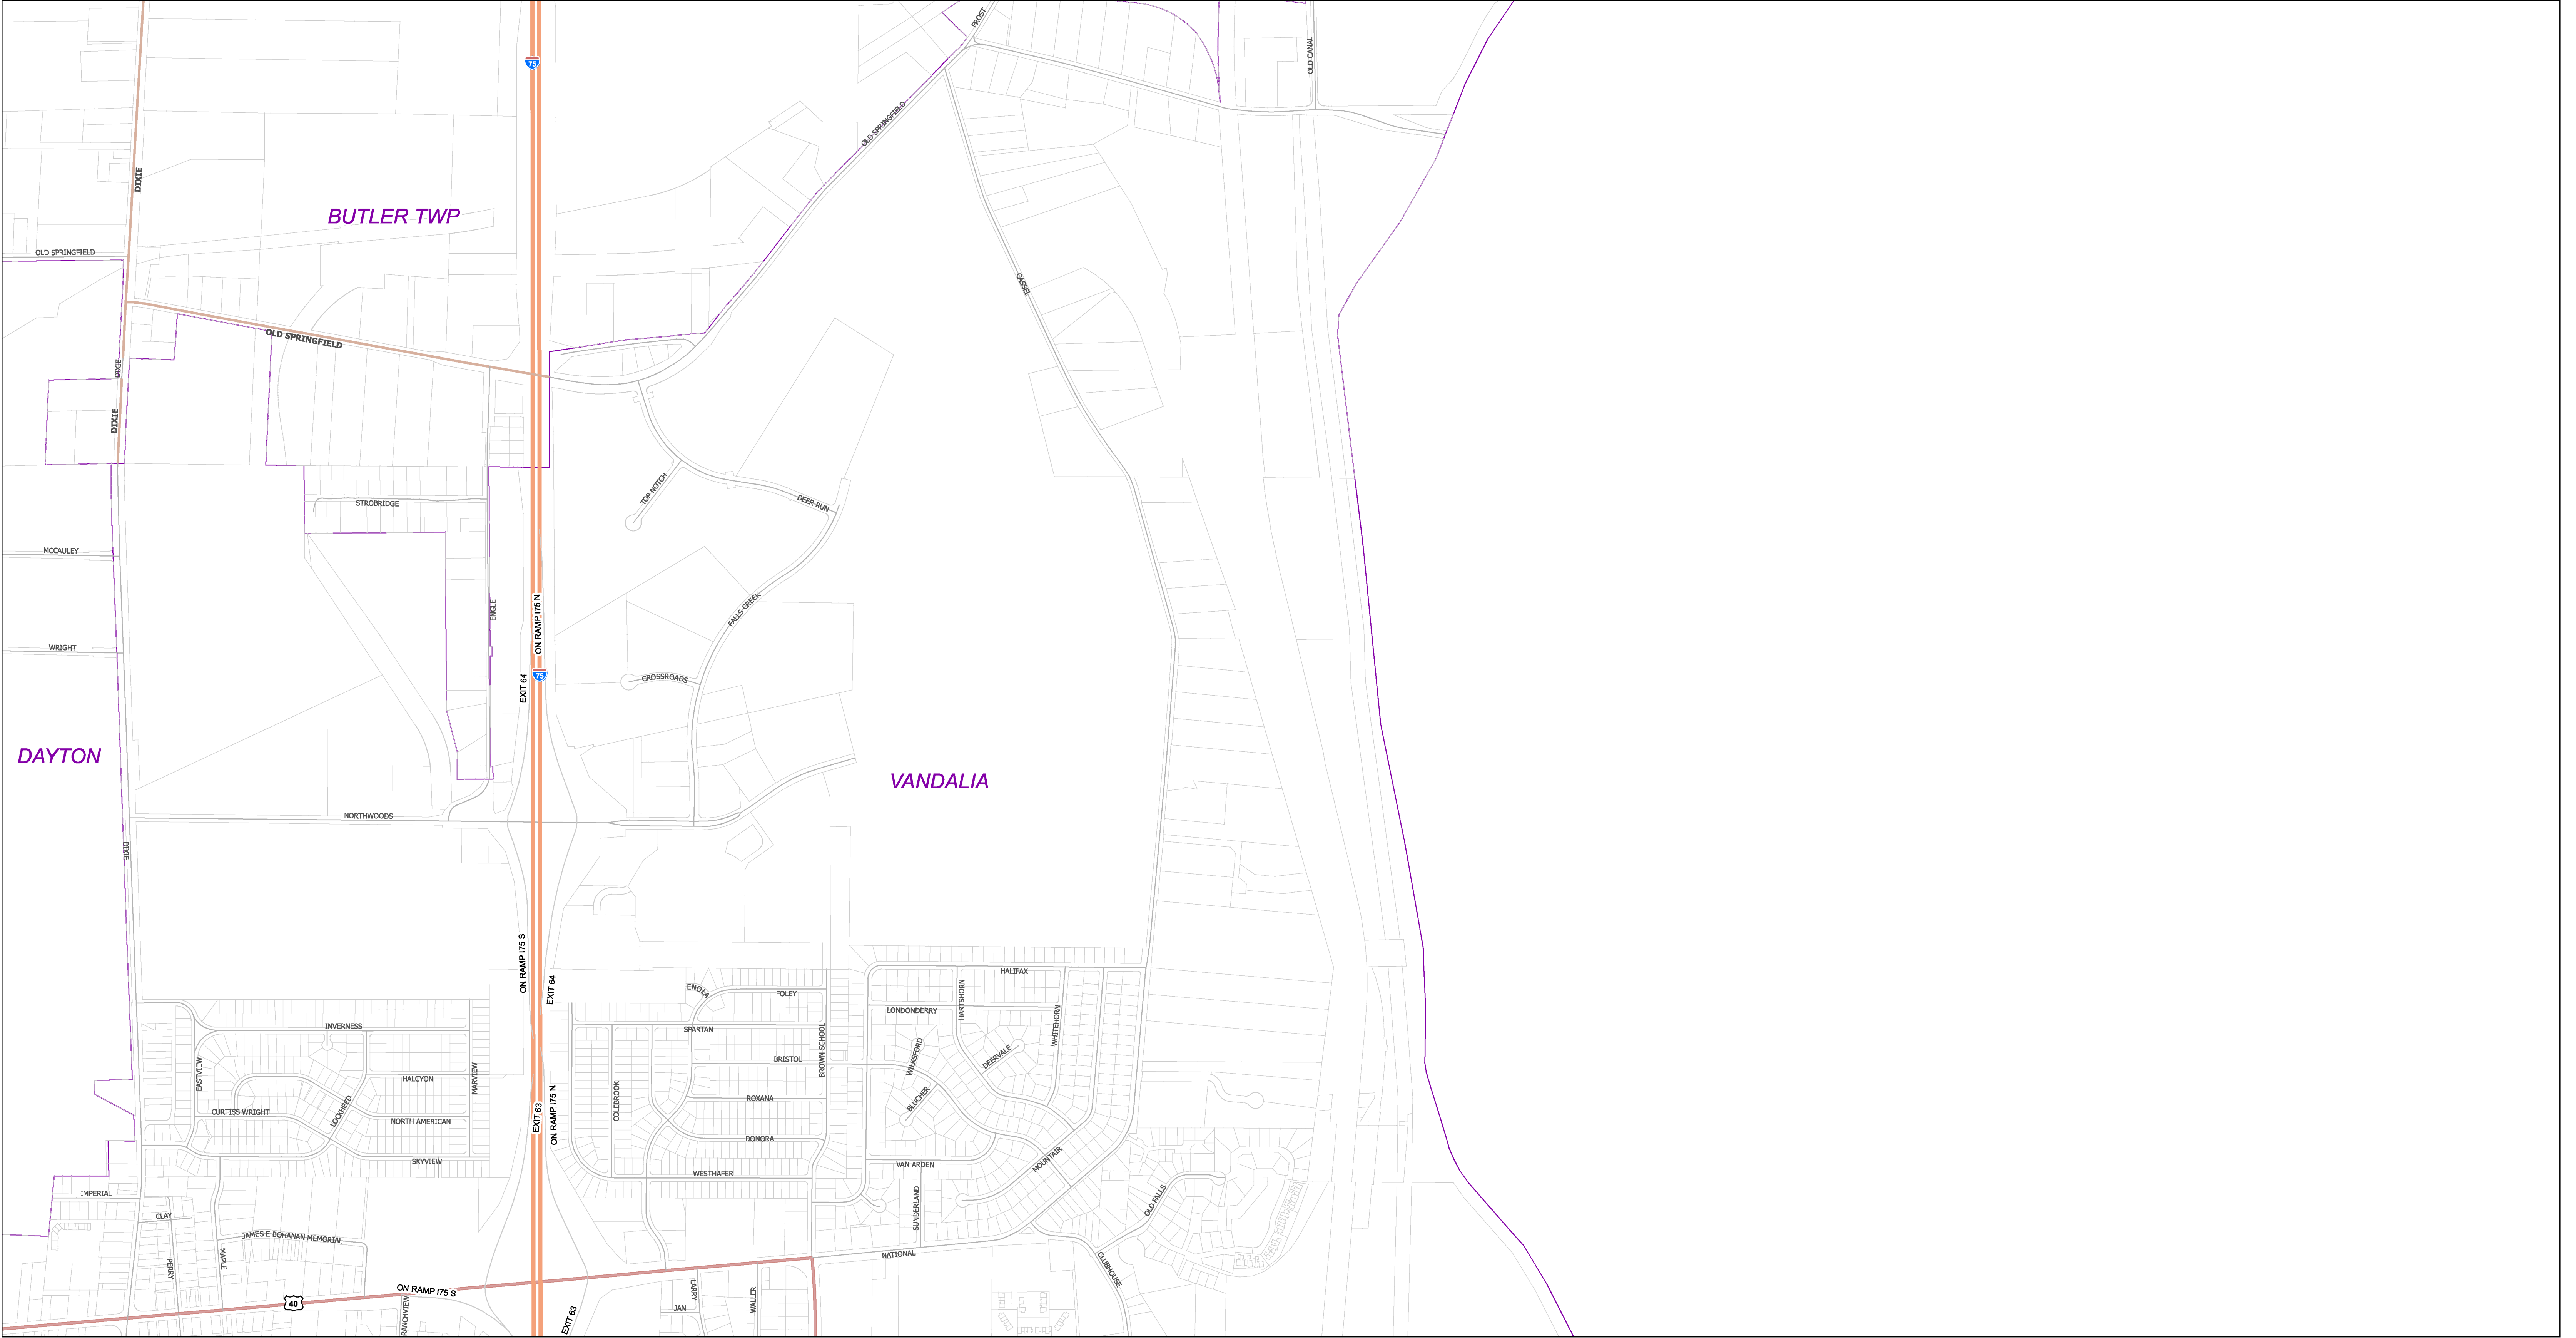 FROST
OLD CANAL
75
OLD SPRINGFIELD
DIXIE
BUTLER TWP
OLD SPRINGFIELD
CASSEL
OLD SPRINGFIELD
DIXIE
DIXIE
TOP NOTCH
DEER RUN
STROBRIDGE
MCCAULEY
ENGLE
ON RAMP I75 N
FALLS CREEK
WRIGHT
75
CROSSROADS
EXIT 64
DAYTON
VANDALIA
NORTHWOODS
DIXIE
ON RAMP I75 S
EXIT 64
ENOLA
FOLEY
HALIFAX
HARTSHORN
LONDONDERRY
WHITEHORN
INVERNESS
SPARTAN
BROWN SCHOOL
BRISTOL
WILKSFORD
DEERVALE
EASTVIEW
HALCYON
MARVIEW
COLEBROOK
ROXANA
BLUCHER
CURTISS WRIGHT
LOCKHEED
NORTH AMERICAN
EXIT 63
ON RAMP I75 N
DONORA
SKYVIEW
WESTHAFER
VAN ARDEN
MOUNTAIR
IMPERIAL
CLAY
SUNDERLAND
OLD FALLS
JAMES E BOHANAN MEMORIAL
MAPLE
PERRY
NATIONAL
CLUBHOUSE
ON RAMP I75 S
40
RANCHVIEW
EXIT 63
LARRY
JAN
WALLER